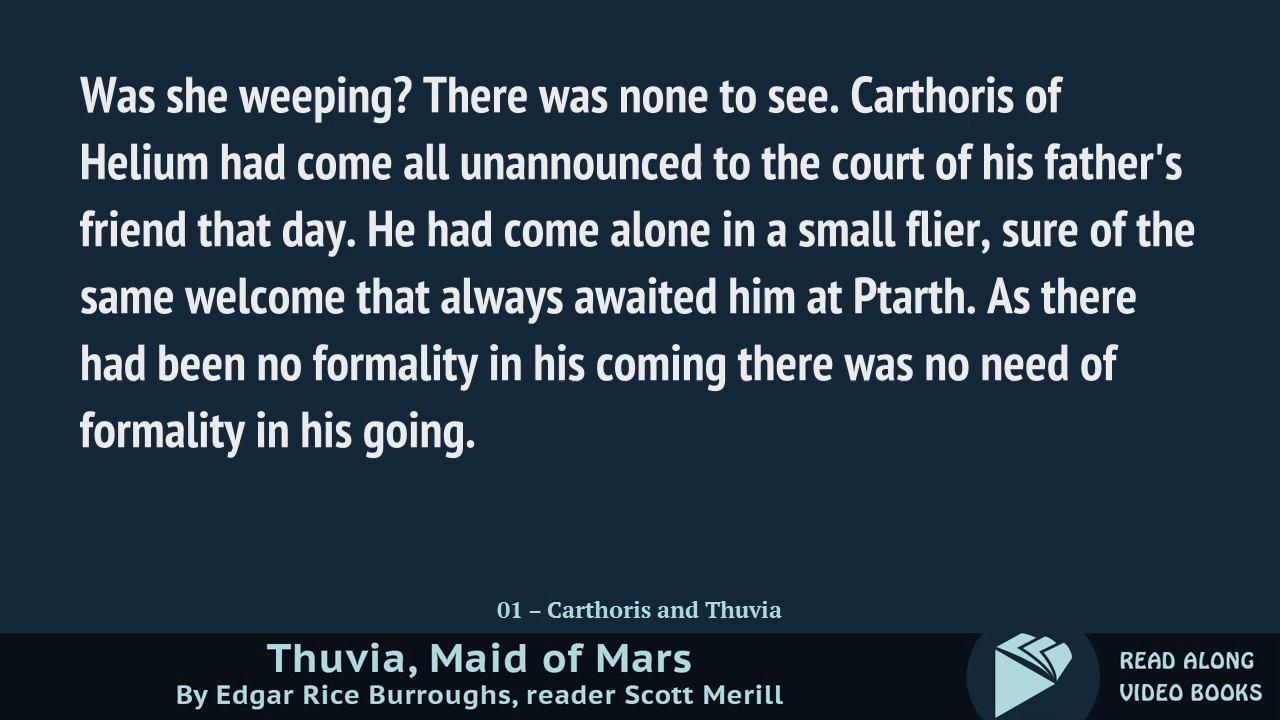 Was she weeping? There was none to see. Carthoris of
Helium had come all unannounced to the court of his father's
friend that day. He had come alone in a small flier, sure of the
same welcome that always awaited him at Ptarth. As there
had been no formality in his coming there was no need of
formality in his going.
01 – Carthoris and Thuvia
Thuvia, Maid of Mars
By Edgar Rice Burroughs, reader Scott Merill
READ ALONG
VIDEO BOOKS